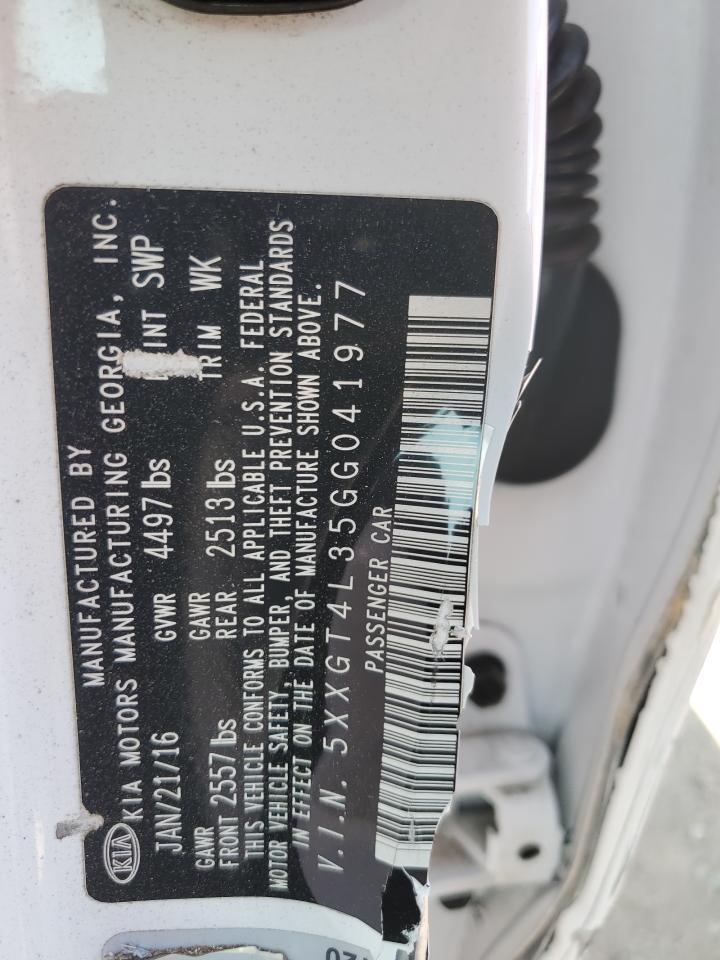 MANUFACTURED BY
KIA KIA MOTORS MANUFACTURING GEORGIA, INC.
JAN/21/16 GVWR 4497 lbs PAINT SWP
GAWR GAWR
FRONT 2557 lbs REAR 2513 lbs TRIM WK
THIS VEHICLE CONFORMS TO ALL APPLICABLE U.S.A. FEDERAL
MOTOR VEHICLE SAFETY, BUMPER, AND THEFT PREVENTION STANDARDS
IN EFFECT ON THE DATE OF MANUFACTURE SHOWN ABOVE.
V.I.N. 5XXGT4L35GG041977
PASSENGER CAR